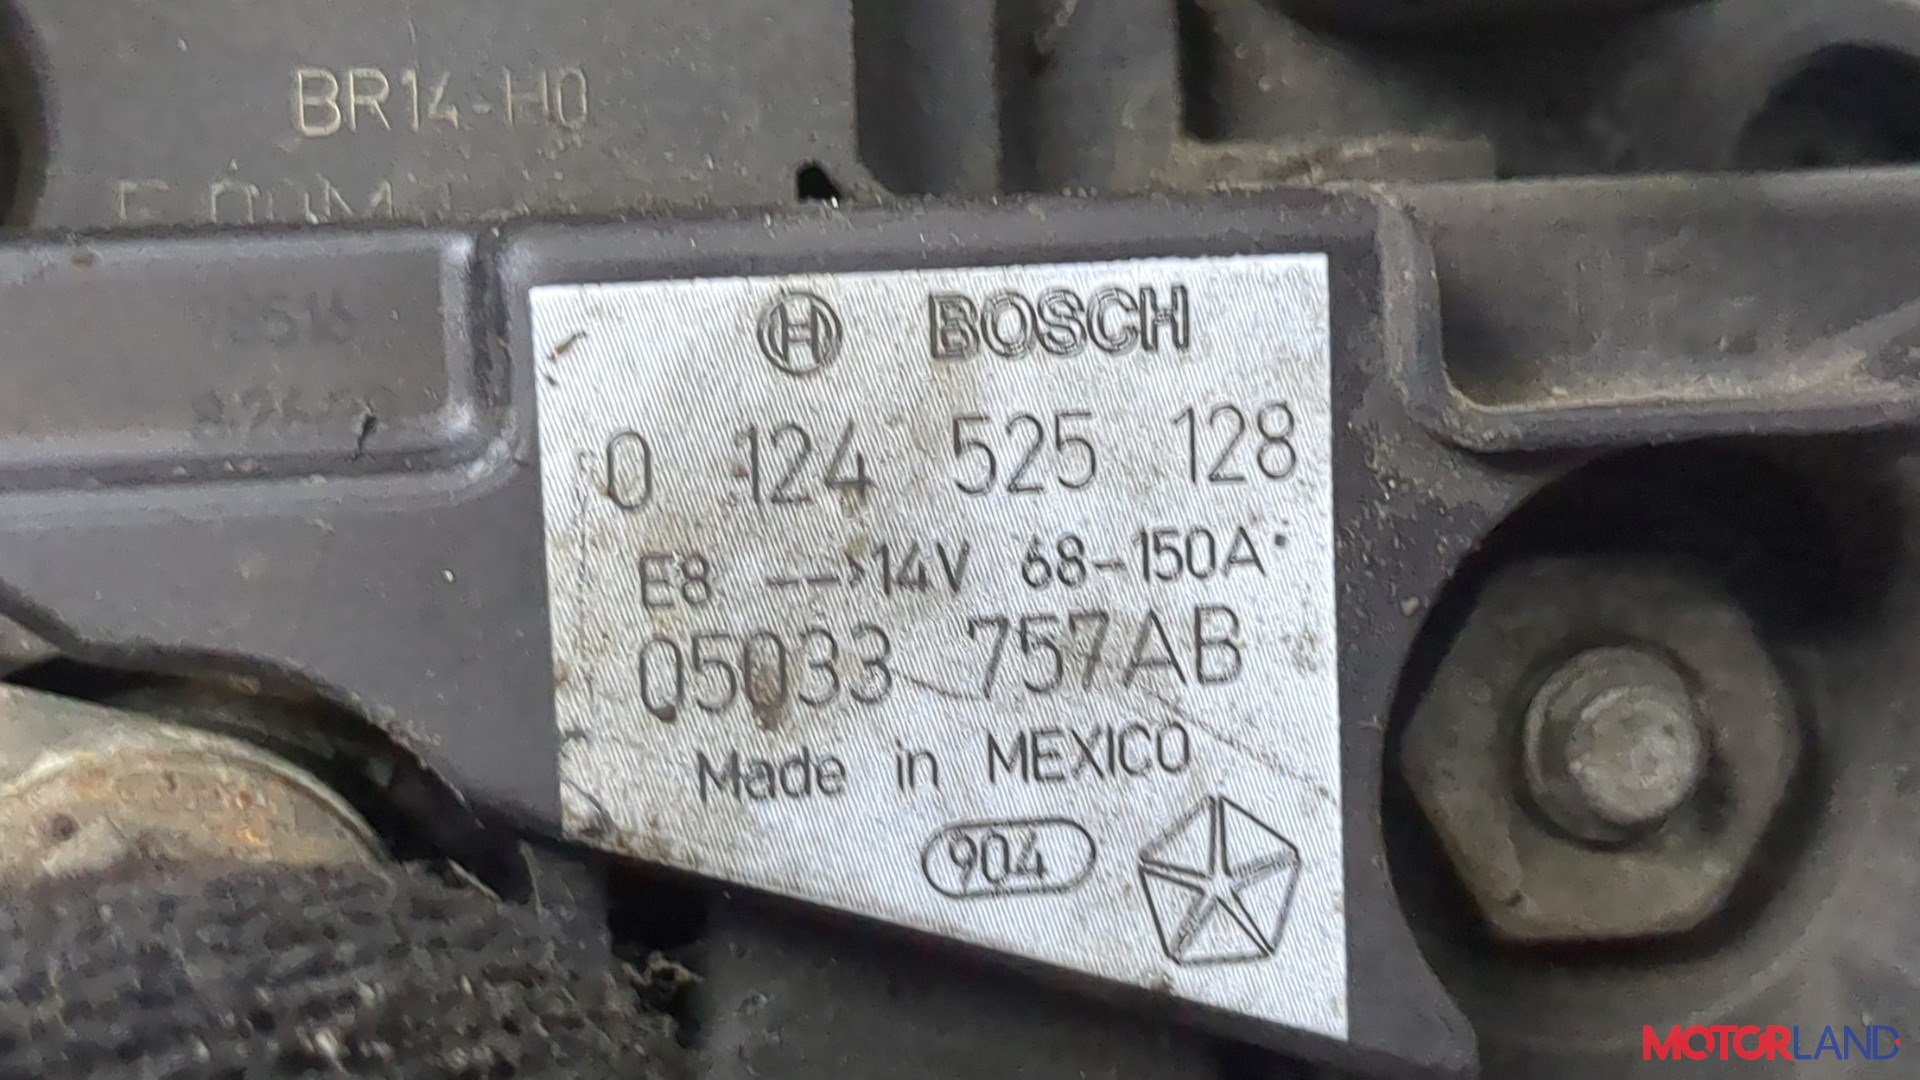 BR14-H0
BOSCH
0 124 525 128
E8 --> 14V 68-150A
05033 757AB
Made in MEXICO
904
MOTORLAND